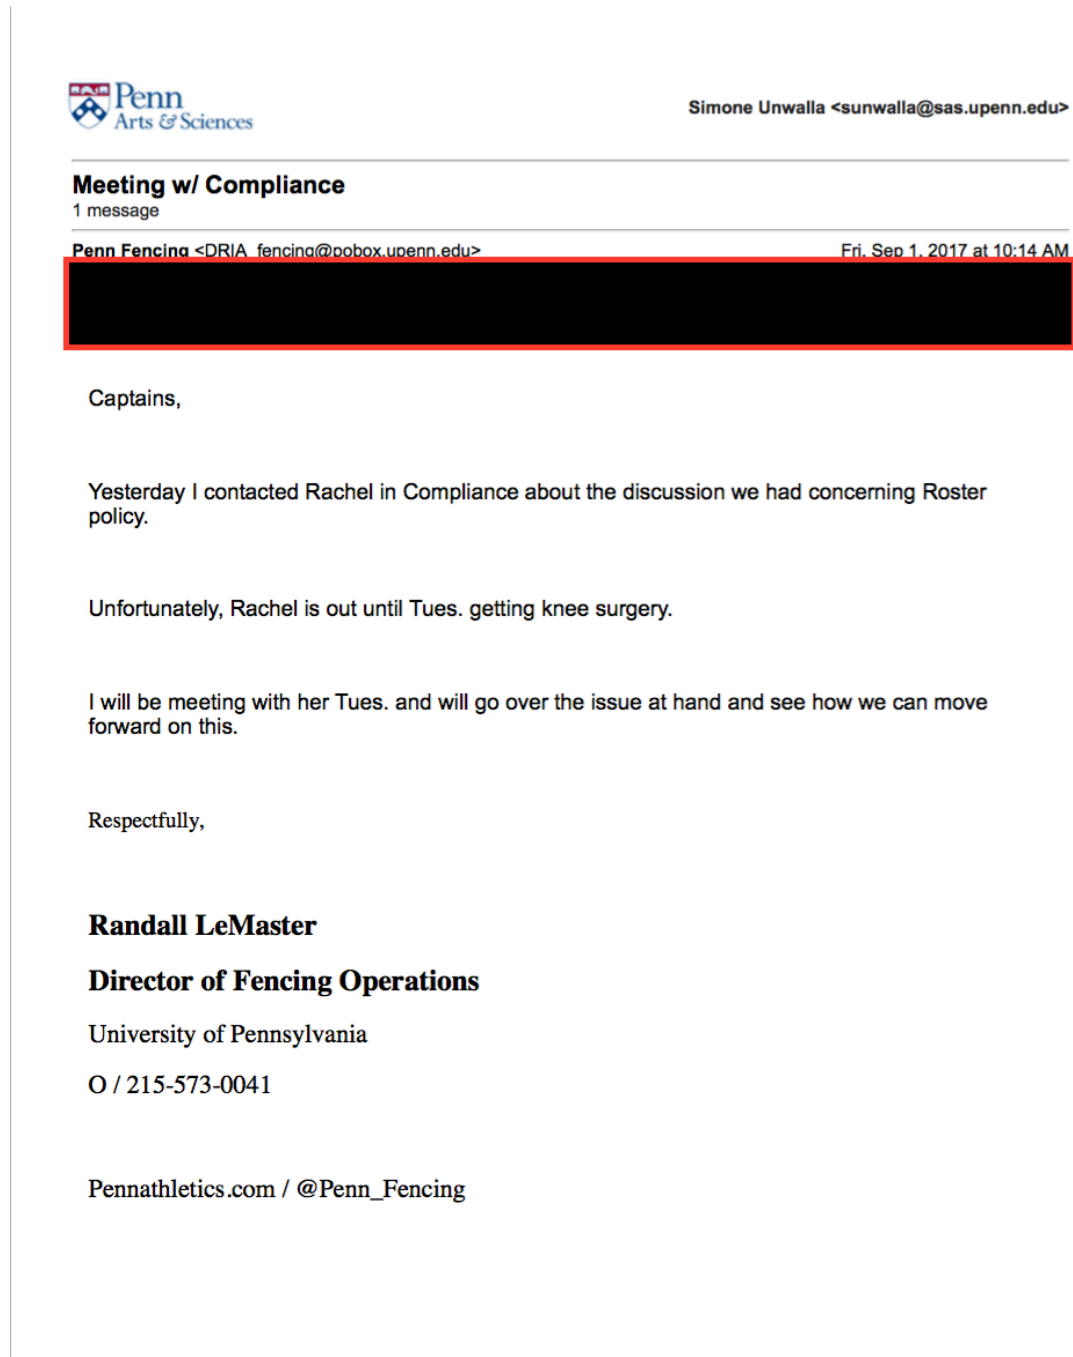 Penn
Arts & Sciences
Simone Unwalla <sunwalla@sas.upenn.edu>
Meeting w/ Compliance
1 message
Penn Fencing <DRIA_fencing@pobox.upenn.edu> Fri, Sep 1, 2017 at 10:14 AM
Captains,
Yesterday I contacted Rachel in Compliance about the discussion we had concerning Roster
policy.
Unfortunately, Rachel is out until Tues. getting knee surgery.
I will be meeting with her Tues. and will go over the issue at hand and see how we can move
forward on this.
Respectfully,
Randall LeMaster
Director of Fencing Operations
University of Pennsylvania
O / 215-573-0041
Pennathletics.com / @Penn_Fencing